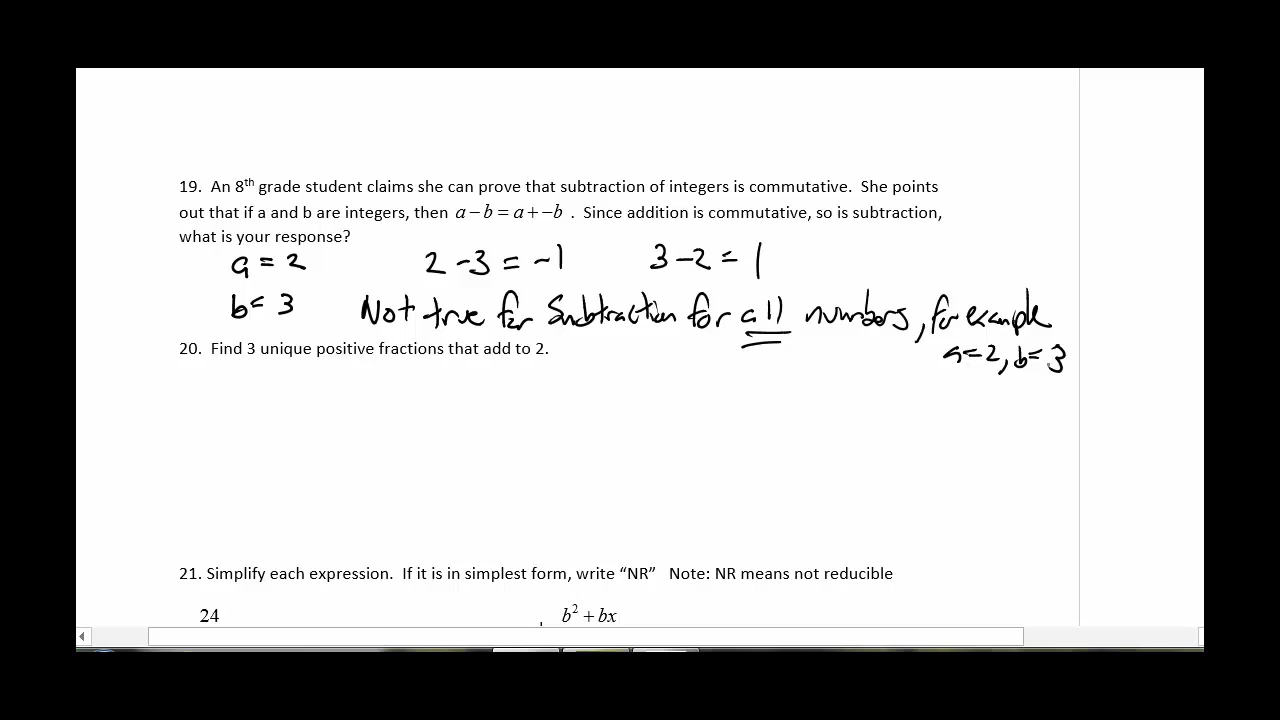 19. An 8th grade student claims she can prove that subtraction of integers is commutative. She points
out that if a and b are integers, then a − b = a + −b . Since addition is commutative, so is subtraction,
what is your response?
a = 2 2 - 3 = -1 3 - 2 = 1
b = 3 Not true for Subtraction for all numbers, for example
a = 2, b = 3
20. Find 3 unique positive fractions that add to 2.
21. Simplify each expression. If it is in simplest form, write “NR” Note: NR means not reducible
24 b² + bx